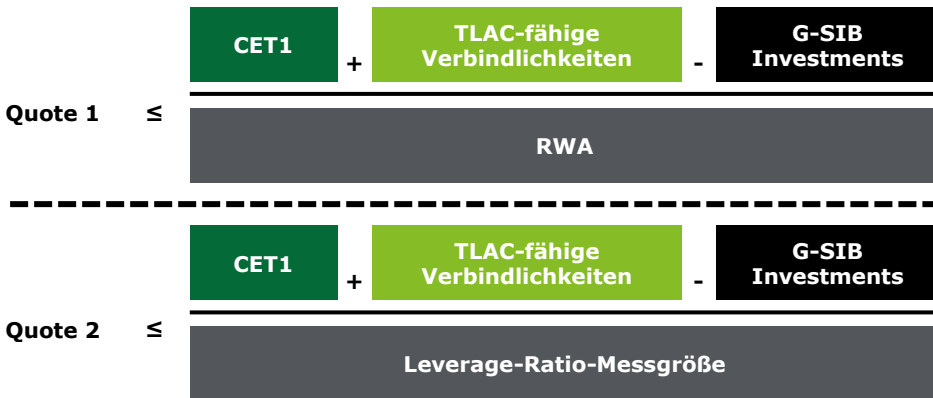 CET1 + TLAC-fähige Verbindlichkeiten - G-SIB Investments
Quote 1 ≤
RWA
CET1 + TLAC-fähige Verbindlichkeiten - G-SIB Investments
Quote 2 ≤
Leverage-Ratio-Messgröße